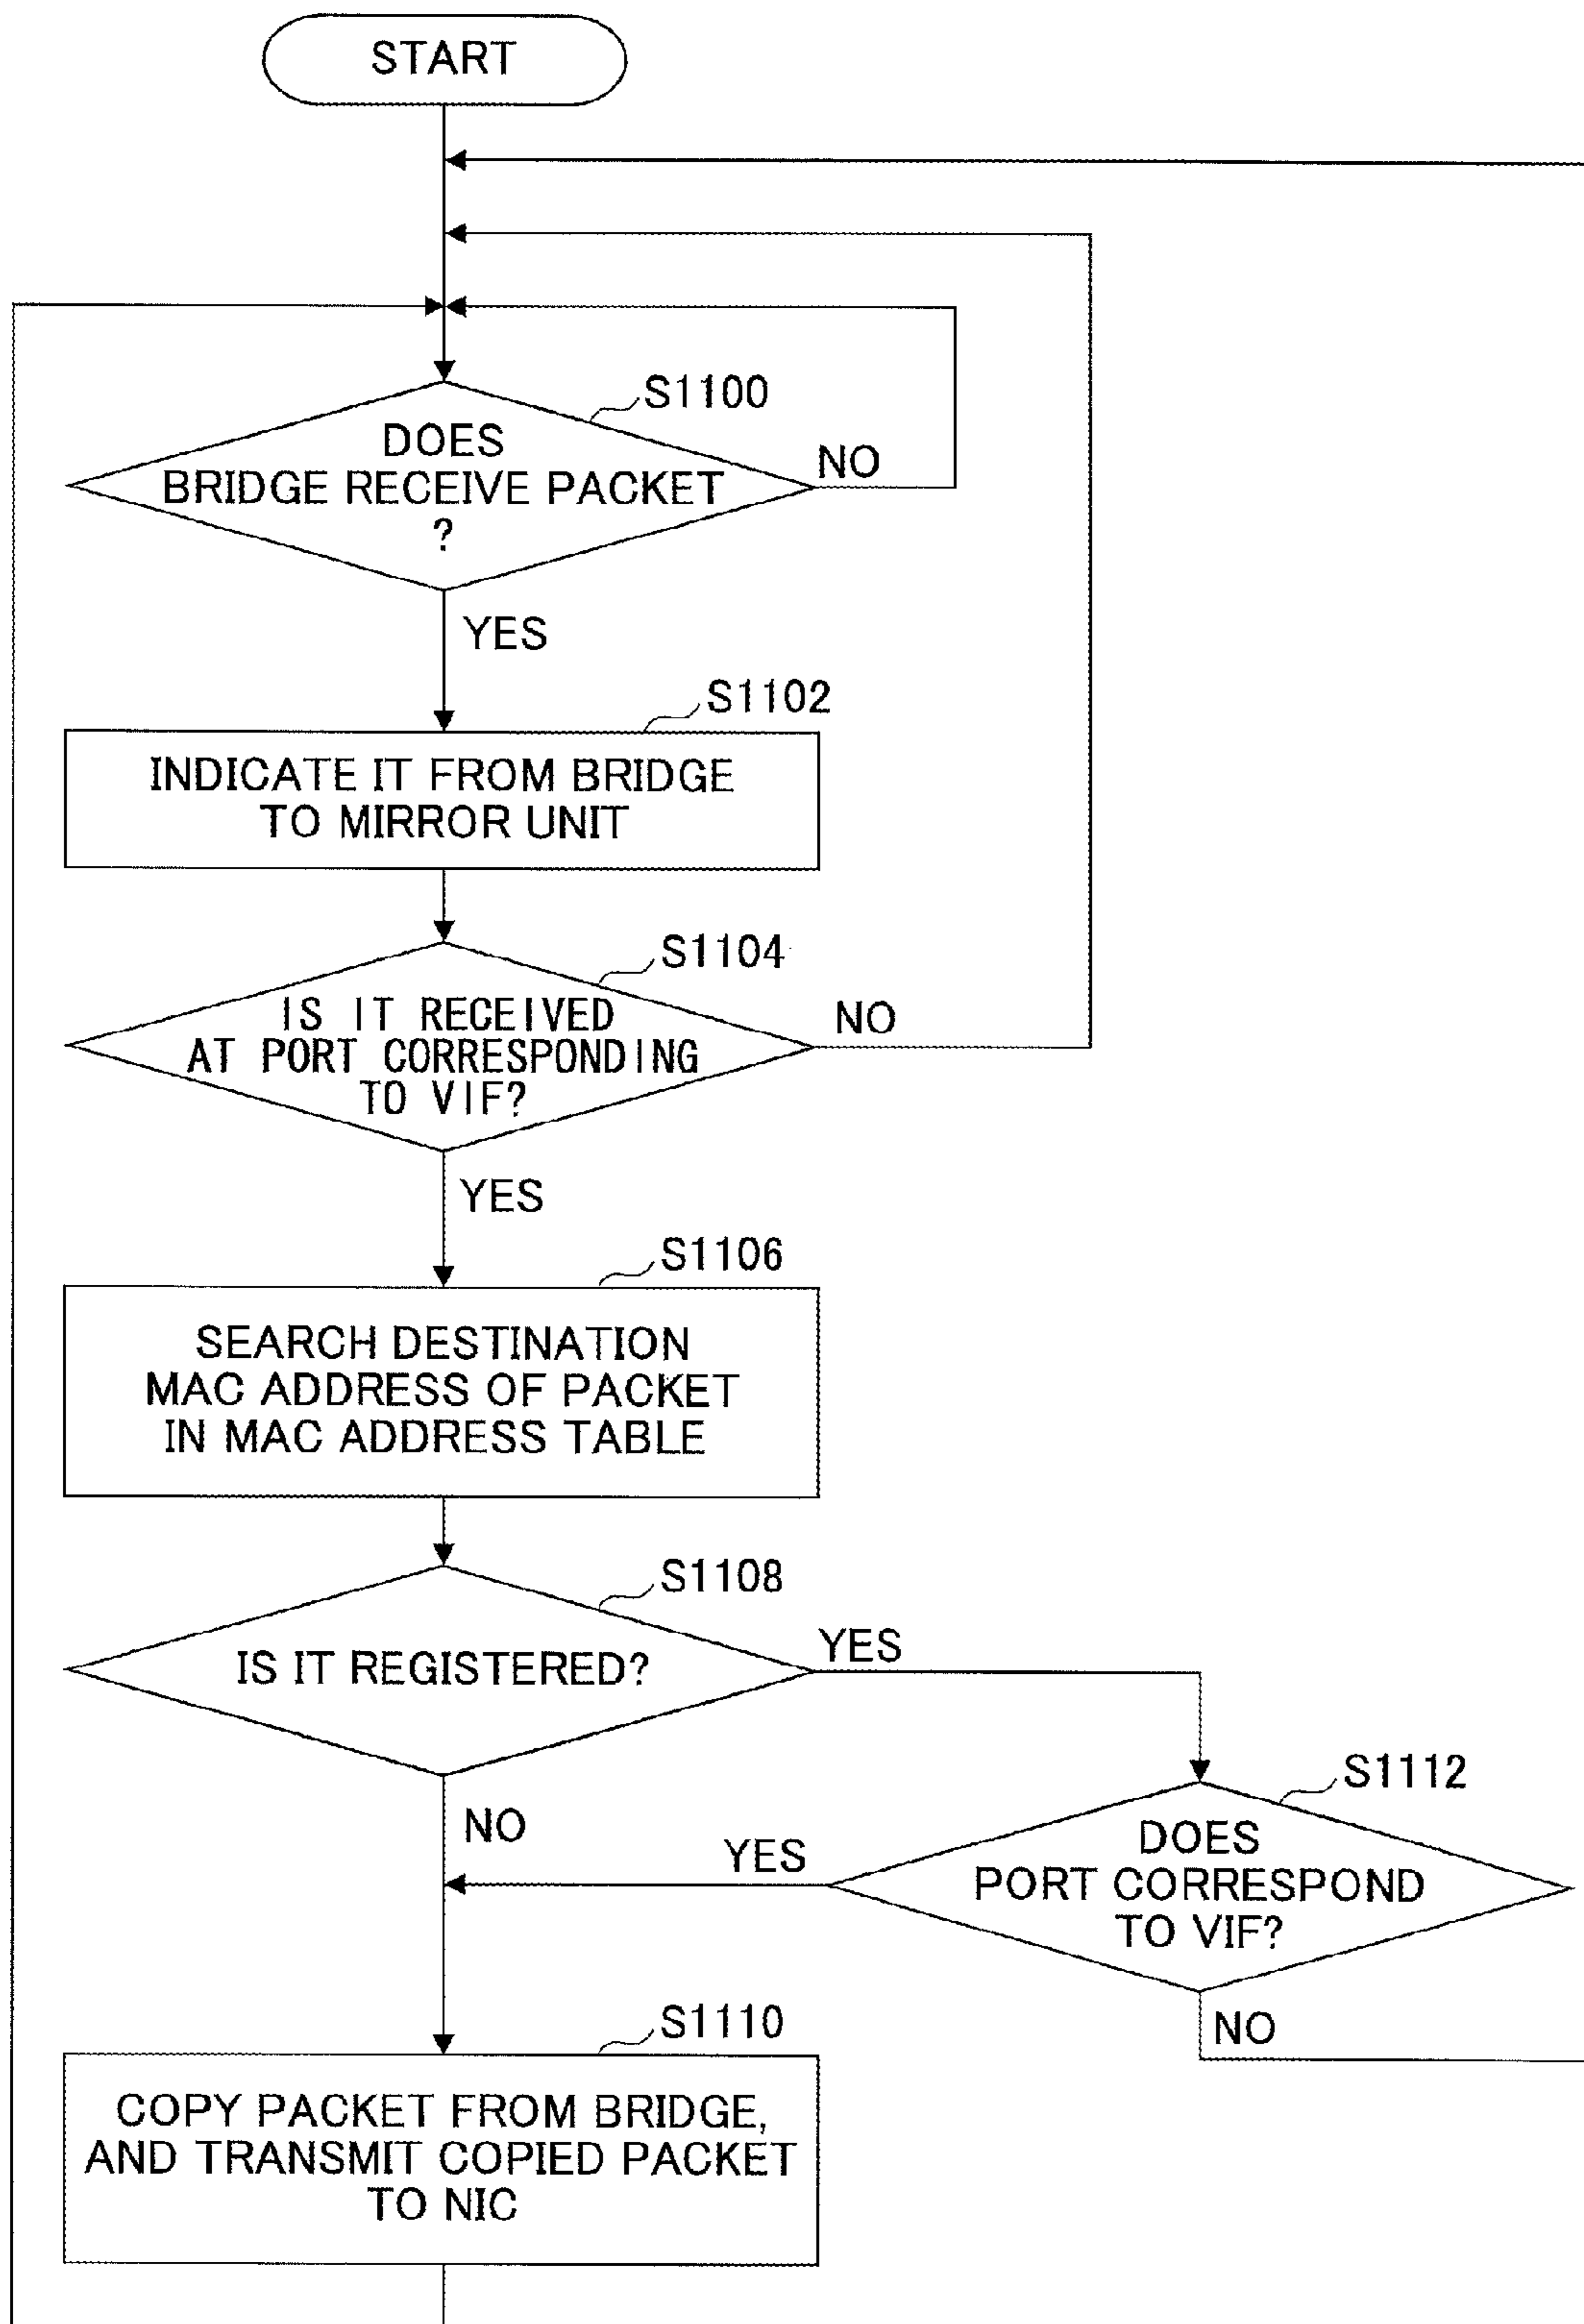 START
S1100
DOES
BRIDGE RECEIVE PACKET
?
NO
YES
S1102
INDICATE IT FROM BRIDGE
TO MIRROR UNIT
S1104
IS IT RECEIVED
AT PORT CORRESPONDING
TO VIF?
NO
YES
S1106
SEARCH DESTINATION
MAC ADDRESS OF PACKET
IN MAC ADDRESS TABLE
S1108
IS IT REGISTERED?
YES
NO
S1112
DOES
PORT CORRESPOND
TO VIF?
YES
NO
S1110
COPY PACKET FROM BRIDGE,
AND TRANSMIT COPIED PACKET
TO NIC